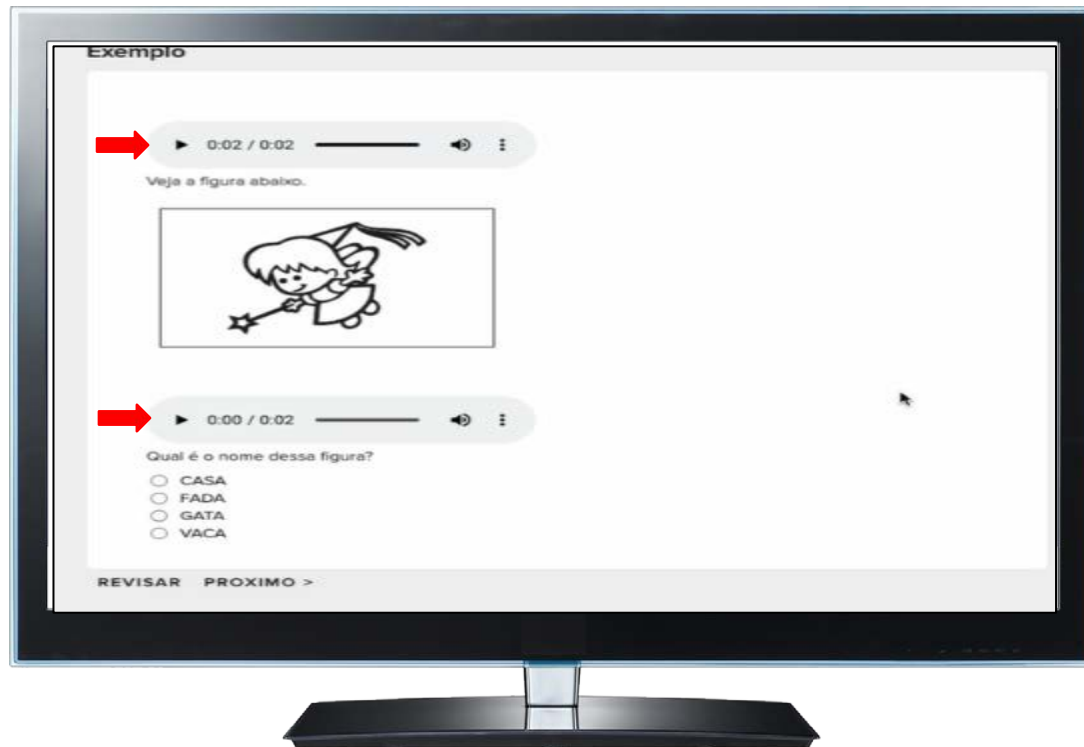 Exemplo
0:02 / 0:02
Veja a figura abaixo.
0:00 / 0:02
Qual é o nome dessa figura?
CASA
FADA
GATA
VACA
REVISAR PROXIMO >